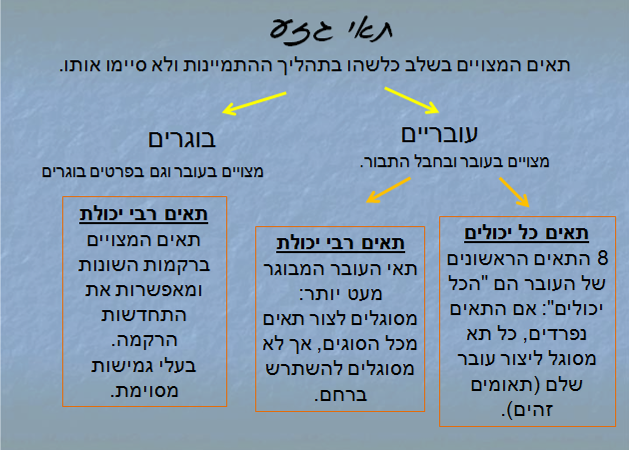 תאי גזע
תאים המצויים בשלב כלשהו בתהליך ההתמיינות ולא סיימו אותו.
עובריים
מצויים בעובר ובחבל התבור.
בוגרים
מצויים בעובר וגם בפרטים בוגרים
תאים כל יכולים
8 התאים הראשונים
של העובר הם "הכל
יכולים": אם התאים
נפרדים, כל תא
מסוגל ליצור עובר
שלם (תאומים
זהים).
תאים רבי יכולת
תאי העובר המבוגר
מעט יותר:
מסוגלים לצור תאים
מכל הסוגים, אך לא
מסוגלים להשתרש
ברחם.
תאים רבי יכולת
תאים המצויים
ברקמות השונות
ומאפשרות את
התחדשות
הרקמה.
בעלי גמישות
מסוימת.